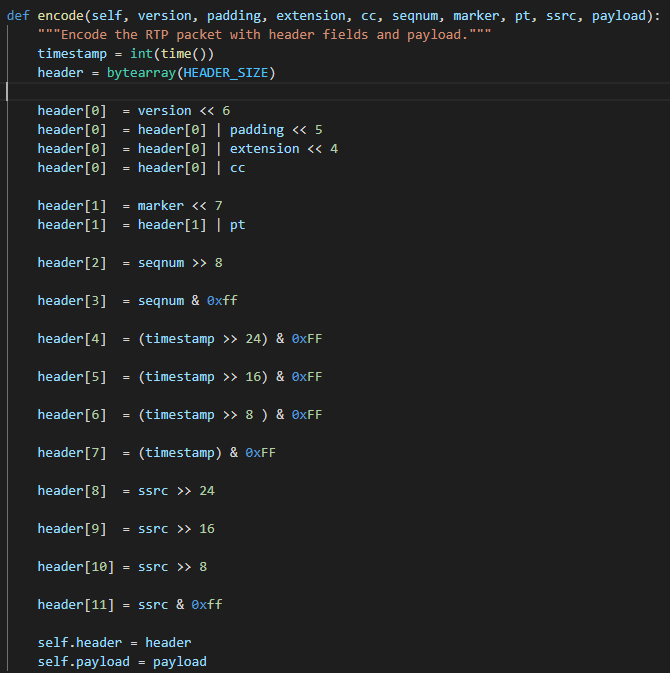 def encode(self, version, padding, extension, cc, seqnum, marker, pt, ssrc, payload):
"""Encode the RTP packet with header fields and payload."""
timestamp = int(time())
header = bytearray(HEADER_SIZE)
header[0]  = version << 6
header[0]  = header[0] | padding << 5
header[0]  = header[0] | extension << 4
header[0]  = header[0] | cc
header[1]  = marker << 7
header[1]  = header[1] | pt
header[2]  = seqnum >> 8
header[3]  = seqnum & 0xff
header[4]  = (timestamp >> 24) & 0xFF
header[5]  = (timestamp >> 16) & 0xFF
header[6]  = (timestamp >> 8 ) & 0xFF
header[7]  = (timestamp) & 0xFF
header[8]  = ssrc >> 24
header[9]  = ssrc >> 16
header[10] = ssrc >> 8
header[11] = ssrc & 0xff
self.header = header
self.payload = payload